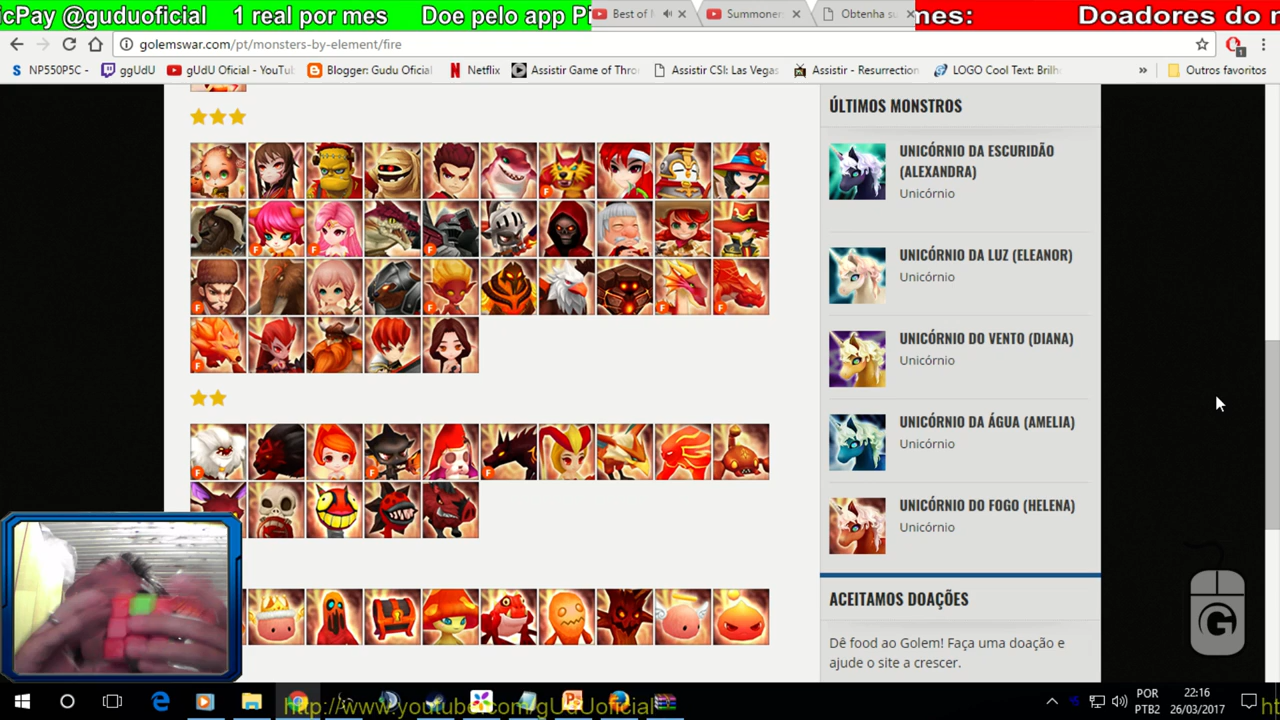 icPay @guduoficial 1 real por mes Doe pelo app Pi
Best of
Summoner
Obtenha su
mes: Doadores do
golemswar.com/pt/monsters-by-element/fire
NP550P5C -
ggUdU
gUdU Oficial - YouTu
Blogger: Gudu Oficial
Netflix
Assistir Game of Thro
Assistir CSI: Las Vegas
Assistir - Resurrection
LOGO Cool Text: Brilh
»
Outros favoritos
ÚLTIMOS MONSTROS
UNICÓRNIO DA ESCURIDÃO
(ALEXANDRA)
Unicórnio
UNICÓRNIO DA LUZ (ELEANOR)
Unicórnio
UNICÓRNIO DO VENTO (DIANA)
Unicórnio
UNICÓRNIO DA ÁGUA (AMELIA)
Unicórnio
UNICÓRNIO DO FOGO (HELENA)
Unicórnio
ACEITAMOS DOAÇÕES
Dê food ao Golem! Faça uma doação e
ajude o site a crescer.
http://www.youtube.com/gUdUoficial
POR
PTB2
22:16
26/03/2017